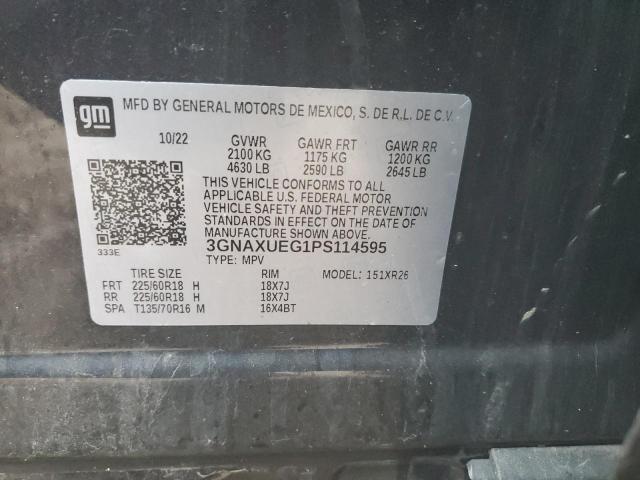 gm
MFD BY GENERAL MOTORS DE MEXICO, S. DE R.L. DE C.V.
10/22 GVWR GAWR FRT GAWR RR
2100 KG 1175 KG 1200 KG
4630 LB 2590 LB 2645 LB
THIS VEHICLE CONFORMS TO ALL
APPLICABLE U.S. FEDERAL MOTOR
VEHICLE SAFETY AND THEFT PREVENTION
STANDARDS IN EFFECT ON THE DATE OF
MANUFACTURE SHOWN ABOVE.
333E 3GNAXUEG1PS114595
TYPE: MPV
TIRE SIZE RIM MODEL: 151XR26
FRT 225/60R18 H 18X7J
RR 225/60R18 H 18X7J
SPA T135/70R16 M 16X4BT